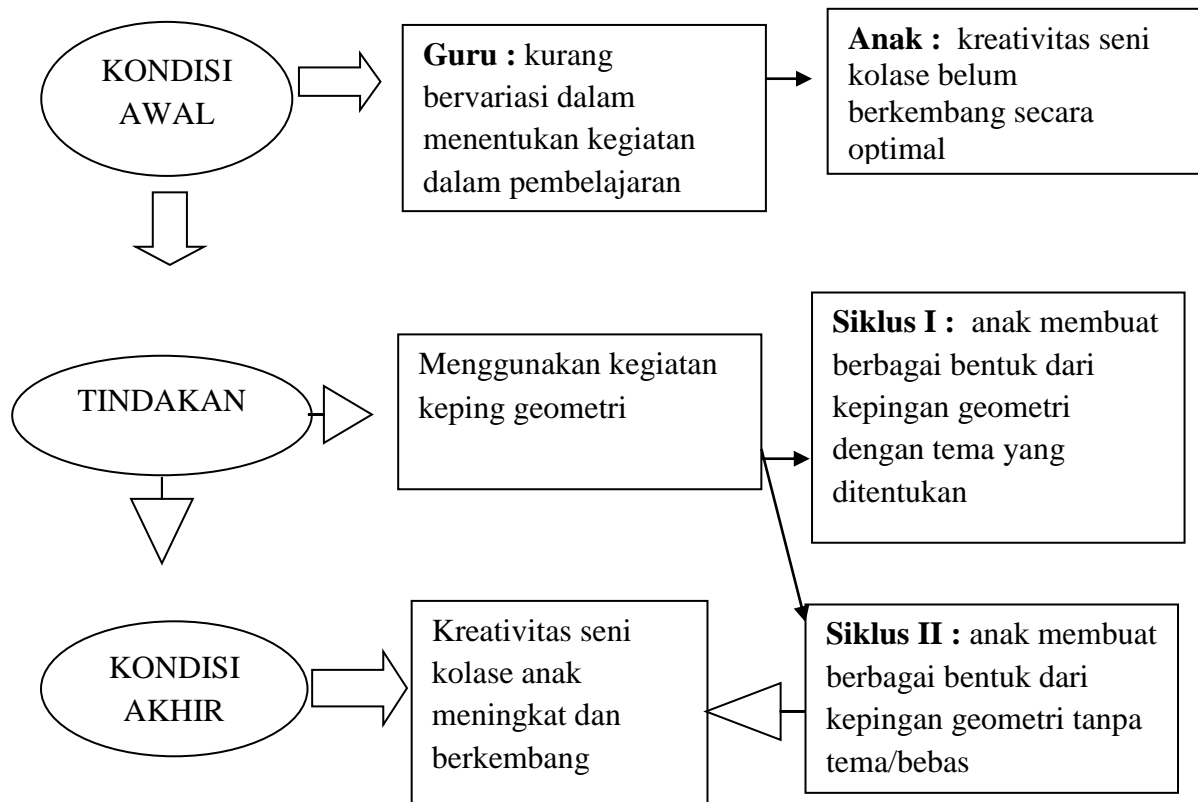 KONDISI
AWAL
Guru : kurang
bervariasi dalam
menentukan kegiatan
dalam pembelajaran
Anak : kreativitas seni
kolase belum
berkembang secara
optimal
TINDAKAN
Menggunakan kegiatan
keping geometri
Siklus I : anak membuat
berbagai bentuk dari
kepingan geometri
dengan tema yang
ditentukan
KONDISI
AKHIR
Kreativitas seni
kolase anak
meningkat dan
berkembang
Siklus II : anak membuat
berbagai bentuk dari
kepingan geometri tanpa
tema/bebas